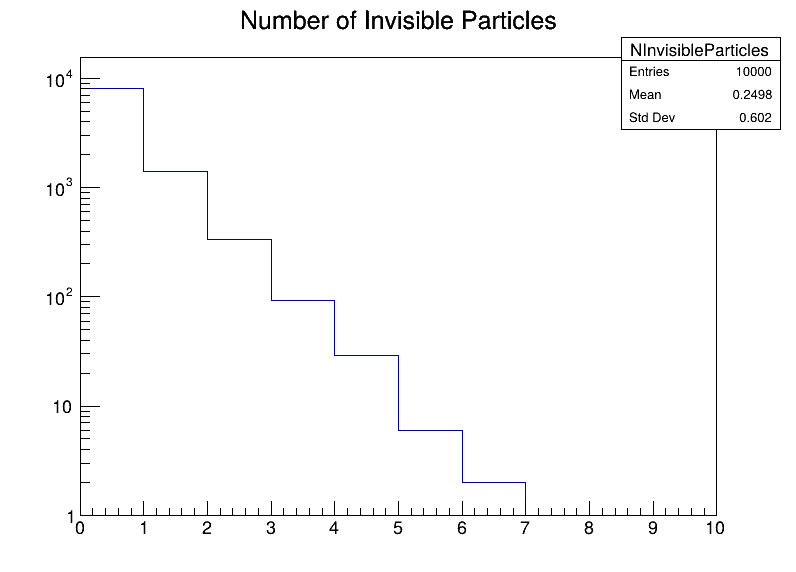 Number of Invisible Particles
NInvisibleParticles
Entries 10000
Mean 0.2498
Std Dev 0.602
10^4
10^3
10^2
10
1
0 1 2 3 4 5 6 7 8 9 10